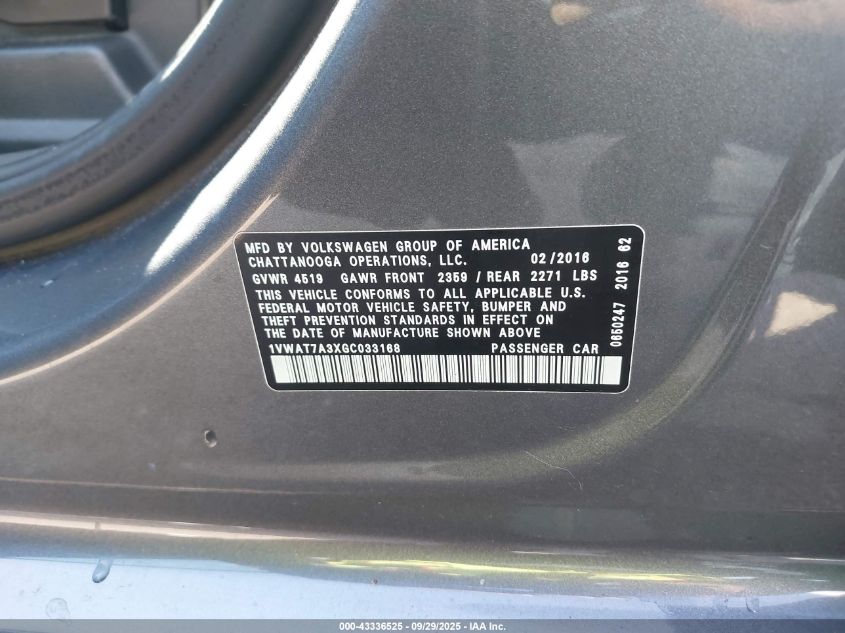 MFD BY VOLKSWAGEN GROUP OF AMERICA
CHATTANOOGA OPERATIONS, LLC. 02/2016
GVWR 4519 GAWR FRONT 2359 / REAR 2271 LBS
THIS VEHICLE CONFORMS TO ALL APPLICABLE U.S.
FEDERAL MOTOR VEHICLE SAFETY, BUMPER AND
THEFT PREVENTION STANDARDS IN EFFECT ON
THE DATE OF MANUFACTURE SHOWN ABOVE
1VWAT7A3XGC033168 PASSENGER CAR
0650247 2016 62
000-43336525 - 09/29/2025 - IAA Inc.